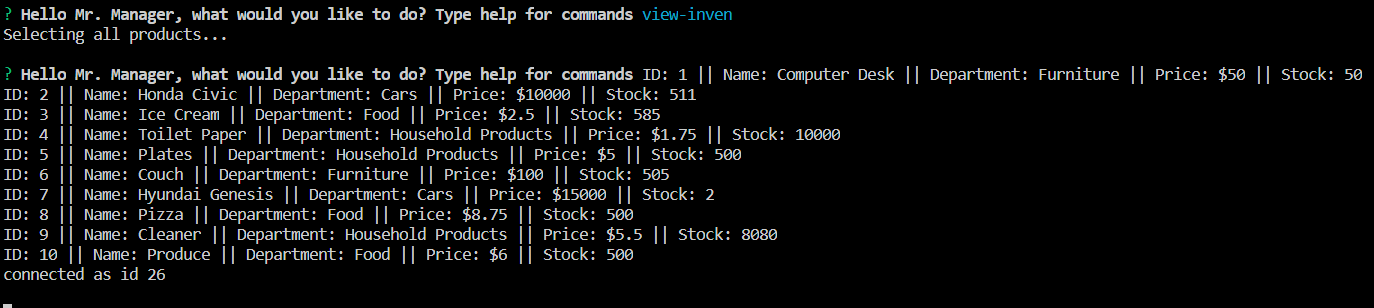 ? Hello Mr. Manager, what would you like to do? Type help for commands view-inven
Selecting all products...
? Hello Mr. Manager, what would you like to do? Type help for commands ID: 1 || Name: Computer Desk || Department: Furniture || Price: $50 || Stock: 50
ID: 2 || Name: Honda Civic || Department: Cars || Price: $10000 || Stock: 511
ID: 3 || Name: Ice Cream || Department: Food || Price: $2.5 || Stock: 585
ID: 4 || Name: Toilet Paper || Department: Household Products || Price: $1.75 || Stock: 10000
ID: 5 || Name: Plates || Department: Household Products || Price: $5 || Stock: 500
ID: 6 || Name: Couch || Department: Furniture || Price: $100 || Stock: 505
ID: 7 || Name: Hyundai Genesis || Department: Cars || Price: $15000 || Stock: 2
ID: 8 || Name: Pizza || Department: Food || Price: $8.75 || Stock: 500
ID: 9 || Name: Cleaner || Department: Household Products || Price: $5.5 || Stock: 8080
ID: 10 || Name: Produce || Department: Food || Price: $6 || Stock: 500
connected as id 26